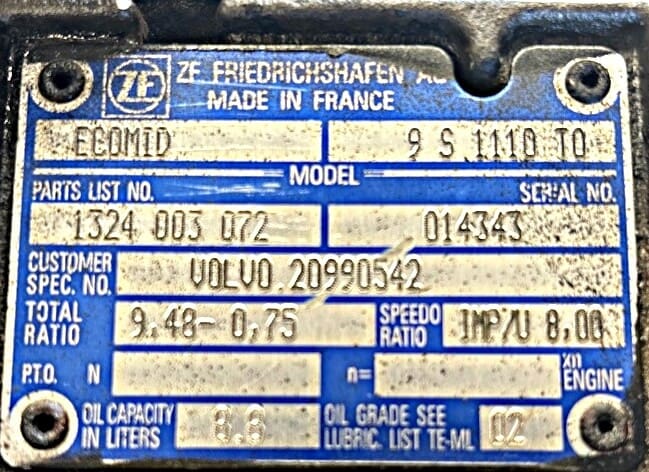 ZF ZF FRIEDRICHSHAFEN AG
MADE IN FRANCE
ECOMID 9 S 1110 TO
MODEL
PARTS LIST NO. SERIAL NO.
1324 003 072 014343
CUSTOMER
SPEC. NO. VOLVO 20990542
TOTAL
RATIO 9,48- 0,75 SPEEDO
RATIO IMP/U 8,00
P.T.O. N n= X11
ENGINE
OIL CAPACITY
IN LITERS OIL GRADE SEE
LUBRIC. LIST TE-ML 02